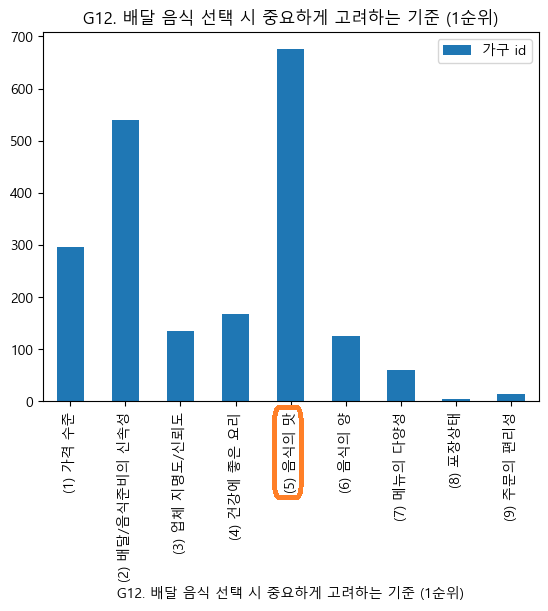 G12. 배달 음식 선택 시 중요하게 고려하는 기준 (1순위)
가구 id
700
600
500
400
300
200
100
0
(1) 가격 수준
(2) 배달/음식준비의 신속성
(3) 업체 지명도/신뢰도
(4) 건강에 좋은 요리
(5) 음식의 맛
(6) 음식의 양
(7) 메뉴의 다양성
(8) 포장상태
(9) 주문의 편리성
G12. 배달 음식 선택 시 중요하게 고려하는 기준 (1순위)